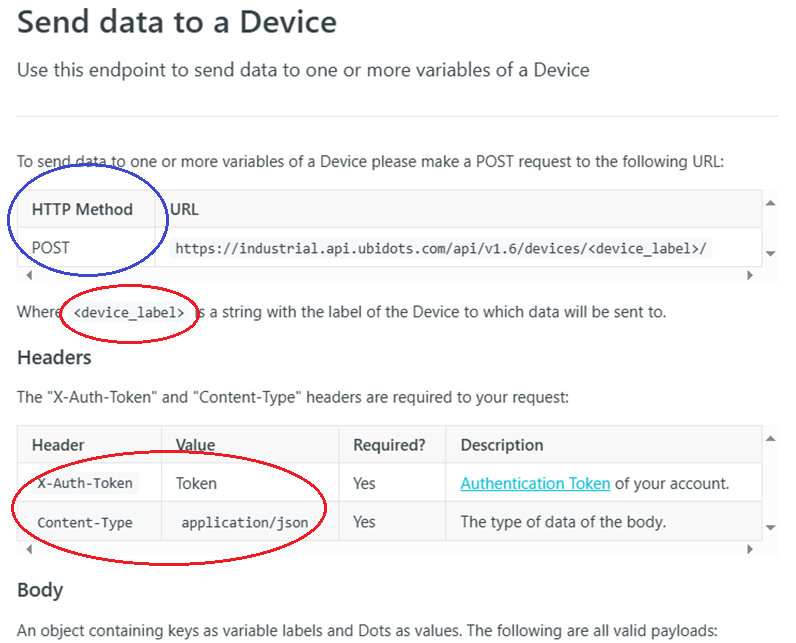 Send data to a Device
Use this endpoint to send data to one or more variables of a Device
To send data to one or more variables of a Device please make a POST request to the following URL:
HTTP Method URL
POST https://industrial.api.ubidots.com/api/v1.6/devices/<device_label>/
Where <device_label> is a string with the label of the Device to which data will be sent to.
Headers
The "X-Auth-Token" and "Content-Type" headers are required to your request:
Header Value Required? Description
X-Auth-Token Token Yes Authentication Token of your account.
Content-Type application/json Yes The type of data of the body.
Body
An object containing keys as variable labels and Dots as values. The following are all valid payloads: